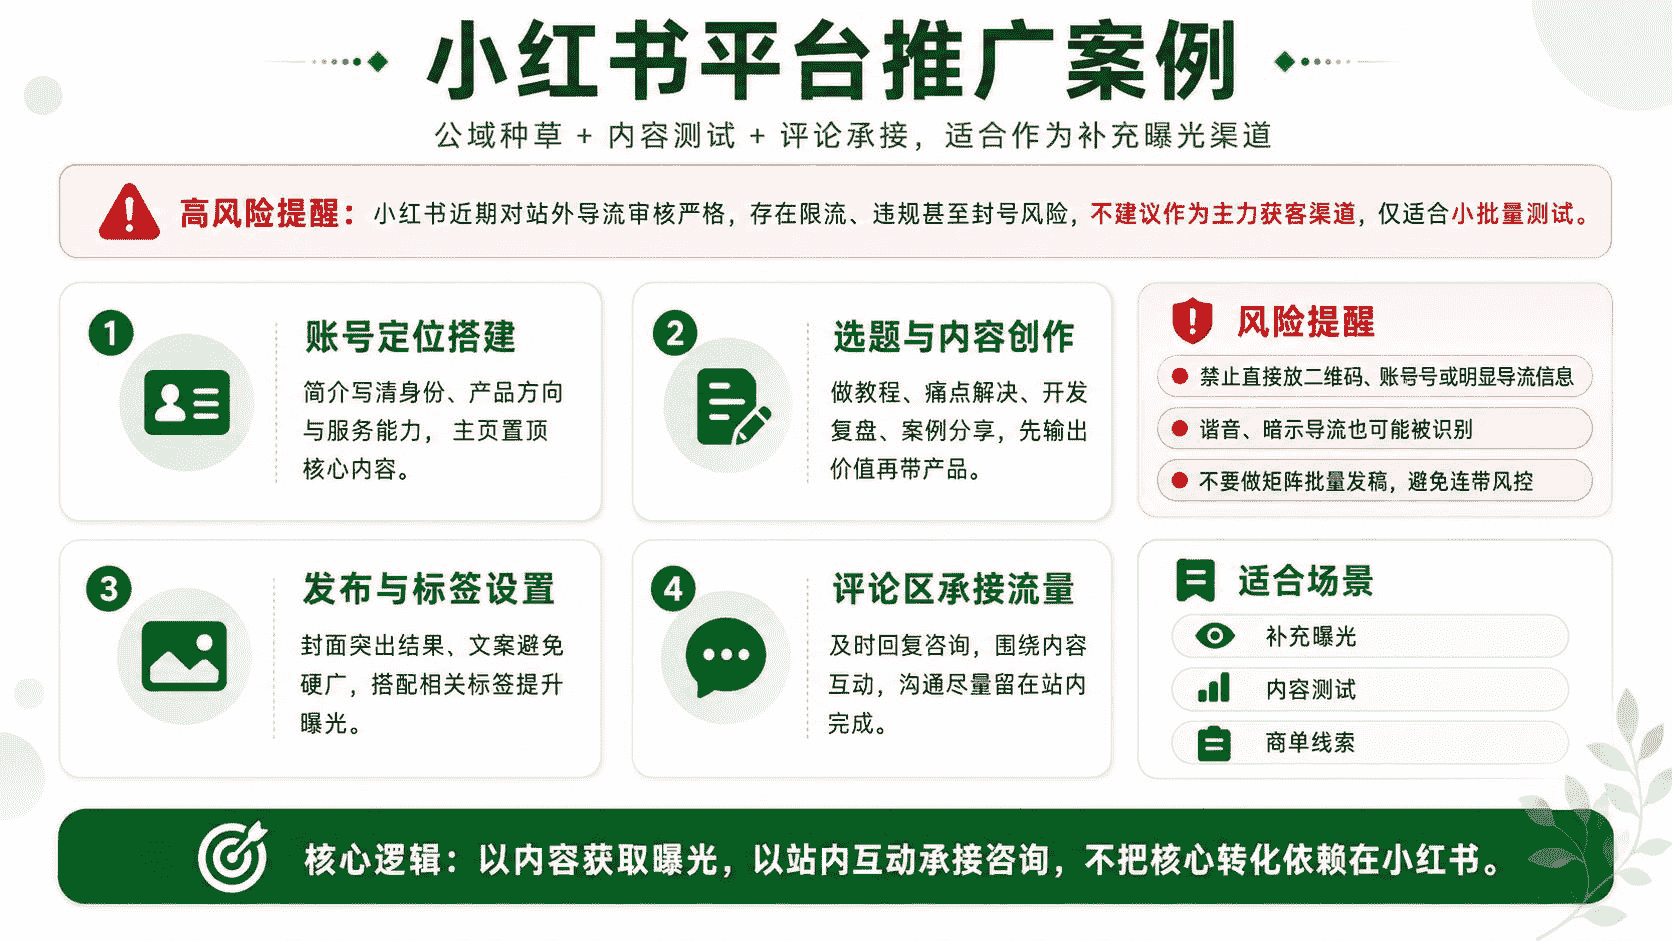 小红书平台推广案例
公域种草 + 内容测试 + 评论承接，适合作为补充曝光渠道
高风险提醒：小红书近期对站外导流审核严格，存在限流、违规甚至封号风险，不建议作为主力获客渠道，仅适合小批量测试。
1
账号定位搭建
简介写清身份、产品方向
与服务能力， 主页置顶
核心内容。
2
选题与内容创作
做教程、痛点解决、开发
复盘、案例分享，先输出
价值再带产品。
风险提醒
禁止直接放二维码、账号号或明显导流信息
谐音、暗示导流也可能被识别
不要做矩阵批量发稿，避免连带风控
3
发布与标签设置
封面突出结果、文案避免
硬广，搭配相关标签提升
曝光。
4
评论区承接流量
及时回复咨询，围绕内容
互动，沟通尽量留在站内
完成。
适合场景
补充曝光
内容测试
商单线索
核心逻辑：以内容获取曝光，以站内互动承接咨询，不把核心转化依赖在小红书。